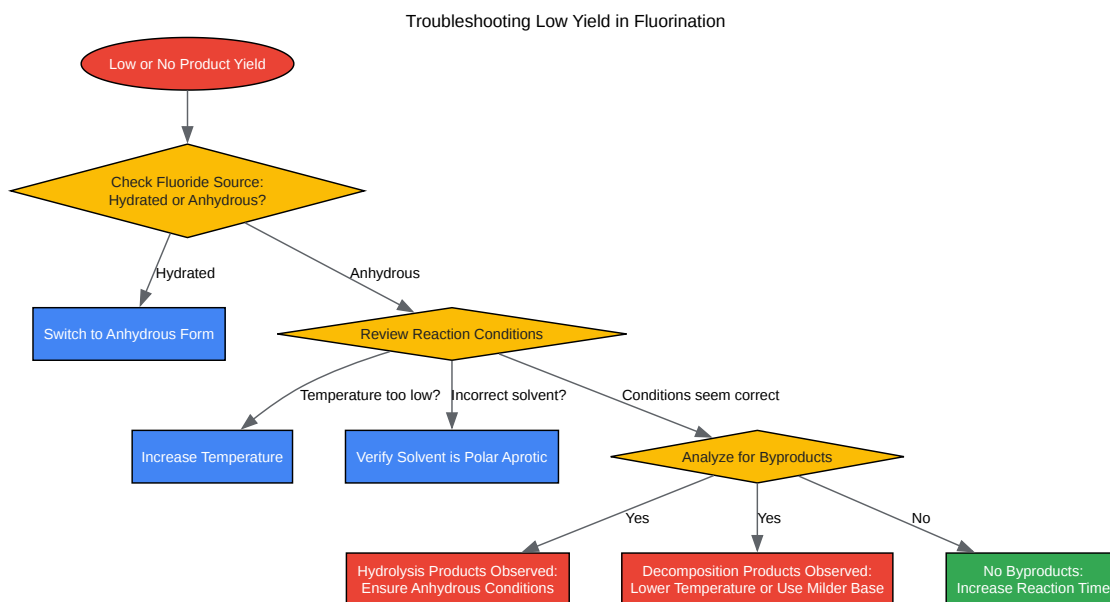 Troubleshooting Low Yield in Fluorination
Low or No Product Yield
Check Fluoride Source:
Hydrated or Anhydrous?
Hydrated
Anhydrous
Switch to Anhydrous Form
Review Reaction Conditions
Temperature too low?
Incorrect solvent?
Conditions seem correct
Increase Temperature
Verify Solvent is Polar Aprotic
Analyze for Byproducts
Yes
Yes
No
Hydrolysis Products Observed:
Ensure Anhydrous Conditions
Decomposition Products Observed:
Lower Temperature or Use Milder Base
No Byproducts:
Increase Reaction Time